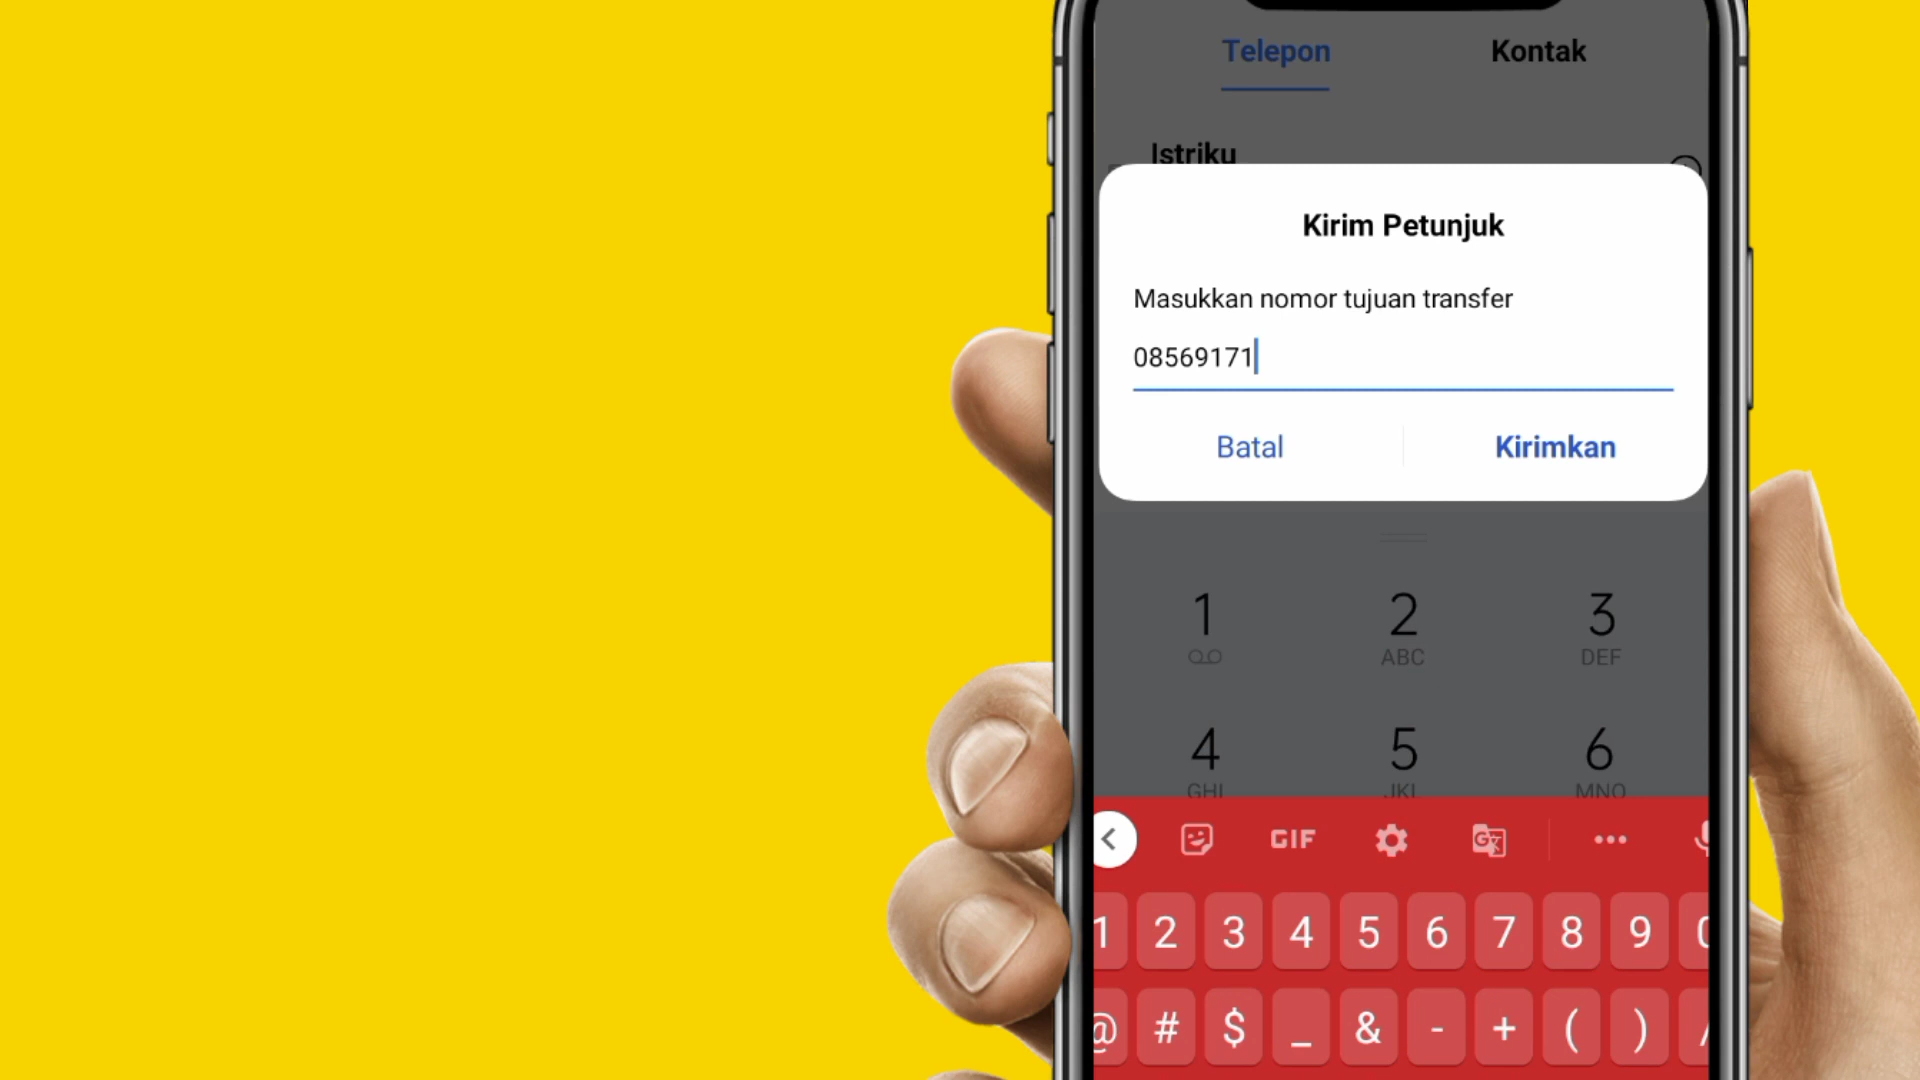 Telepon Kontak
Istriku
Kirim Petunjuk
Masukkan nomor tujuan transfer
08569171
Batal Kirimkan
1 2 3
ABC DEF
4 5 6
GHI JKL MNO
GIF
1 2 3 4 5 6 7 8 9 0
@ # $ _ & - + ( ) /